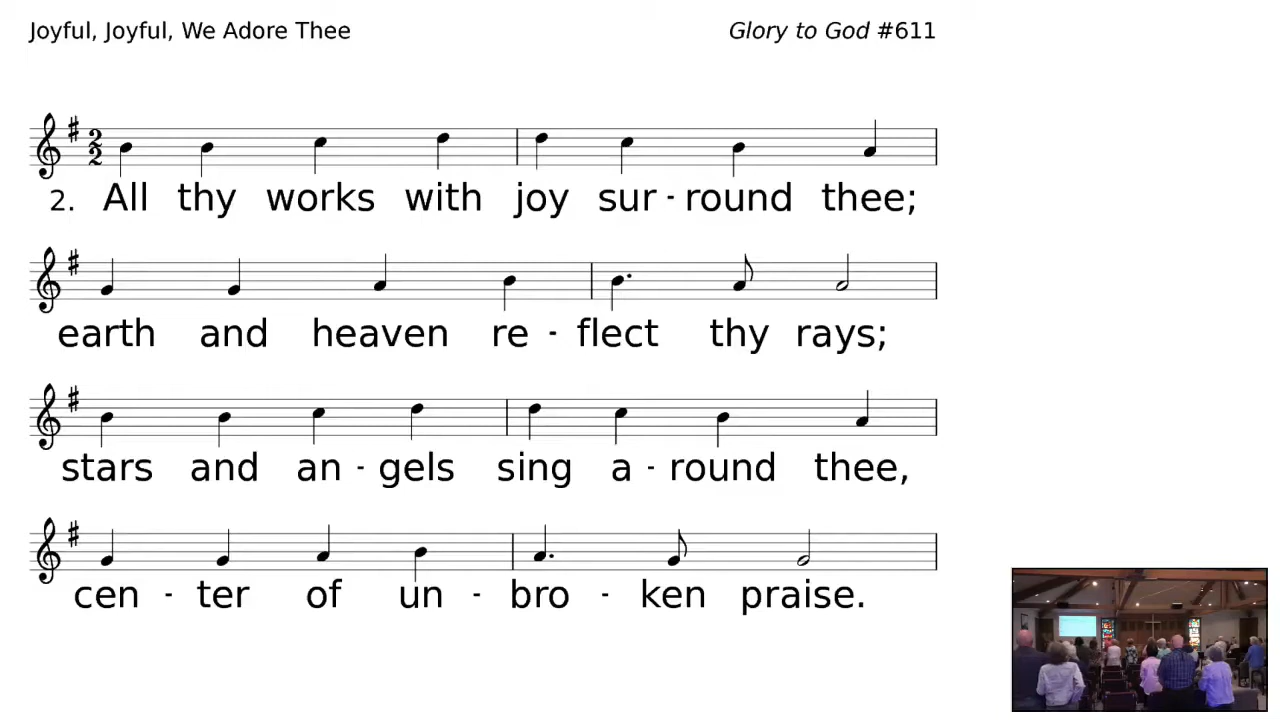 Joyful, Joyful, We Adore Thee
Glory to God #611
2. All thy works with joy sur - round thee;
earth and heaven re - flect thy rays;
stars and an - gels sing a - round thee,
cen - ter of un - bro - ken praise.